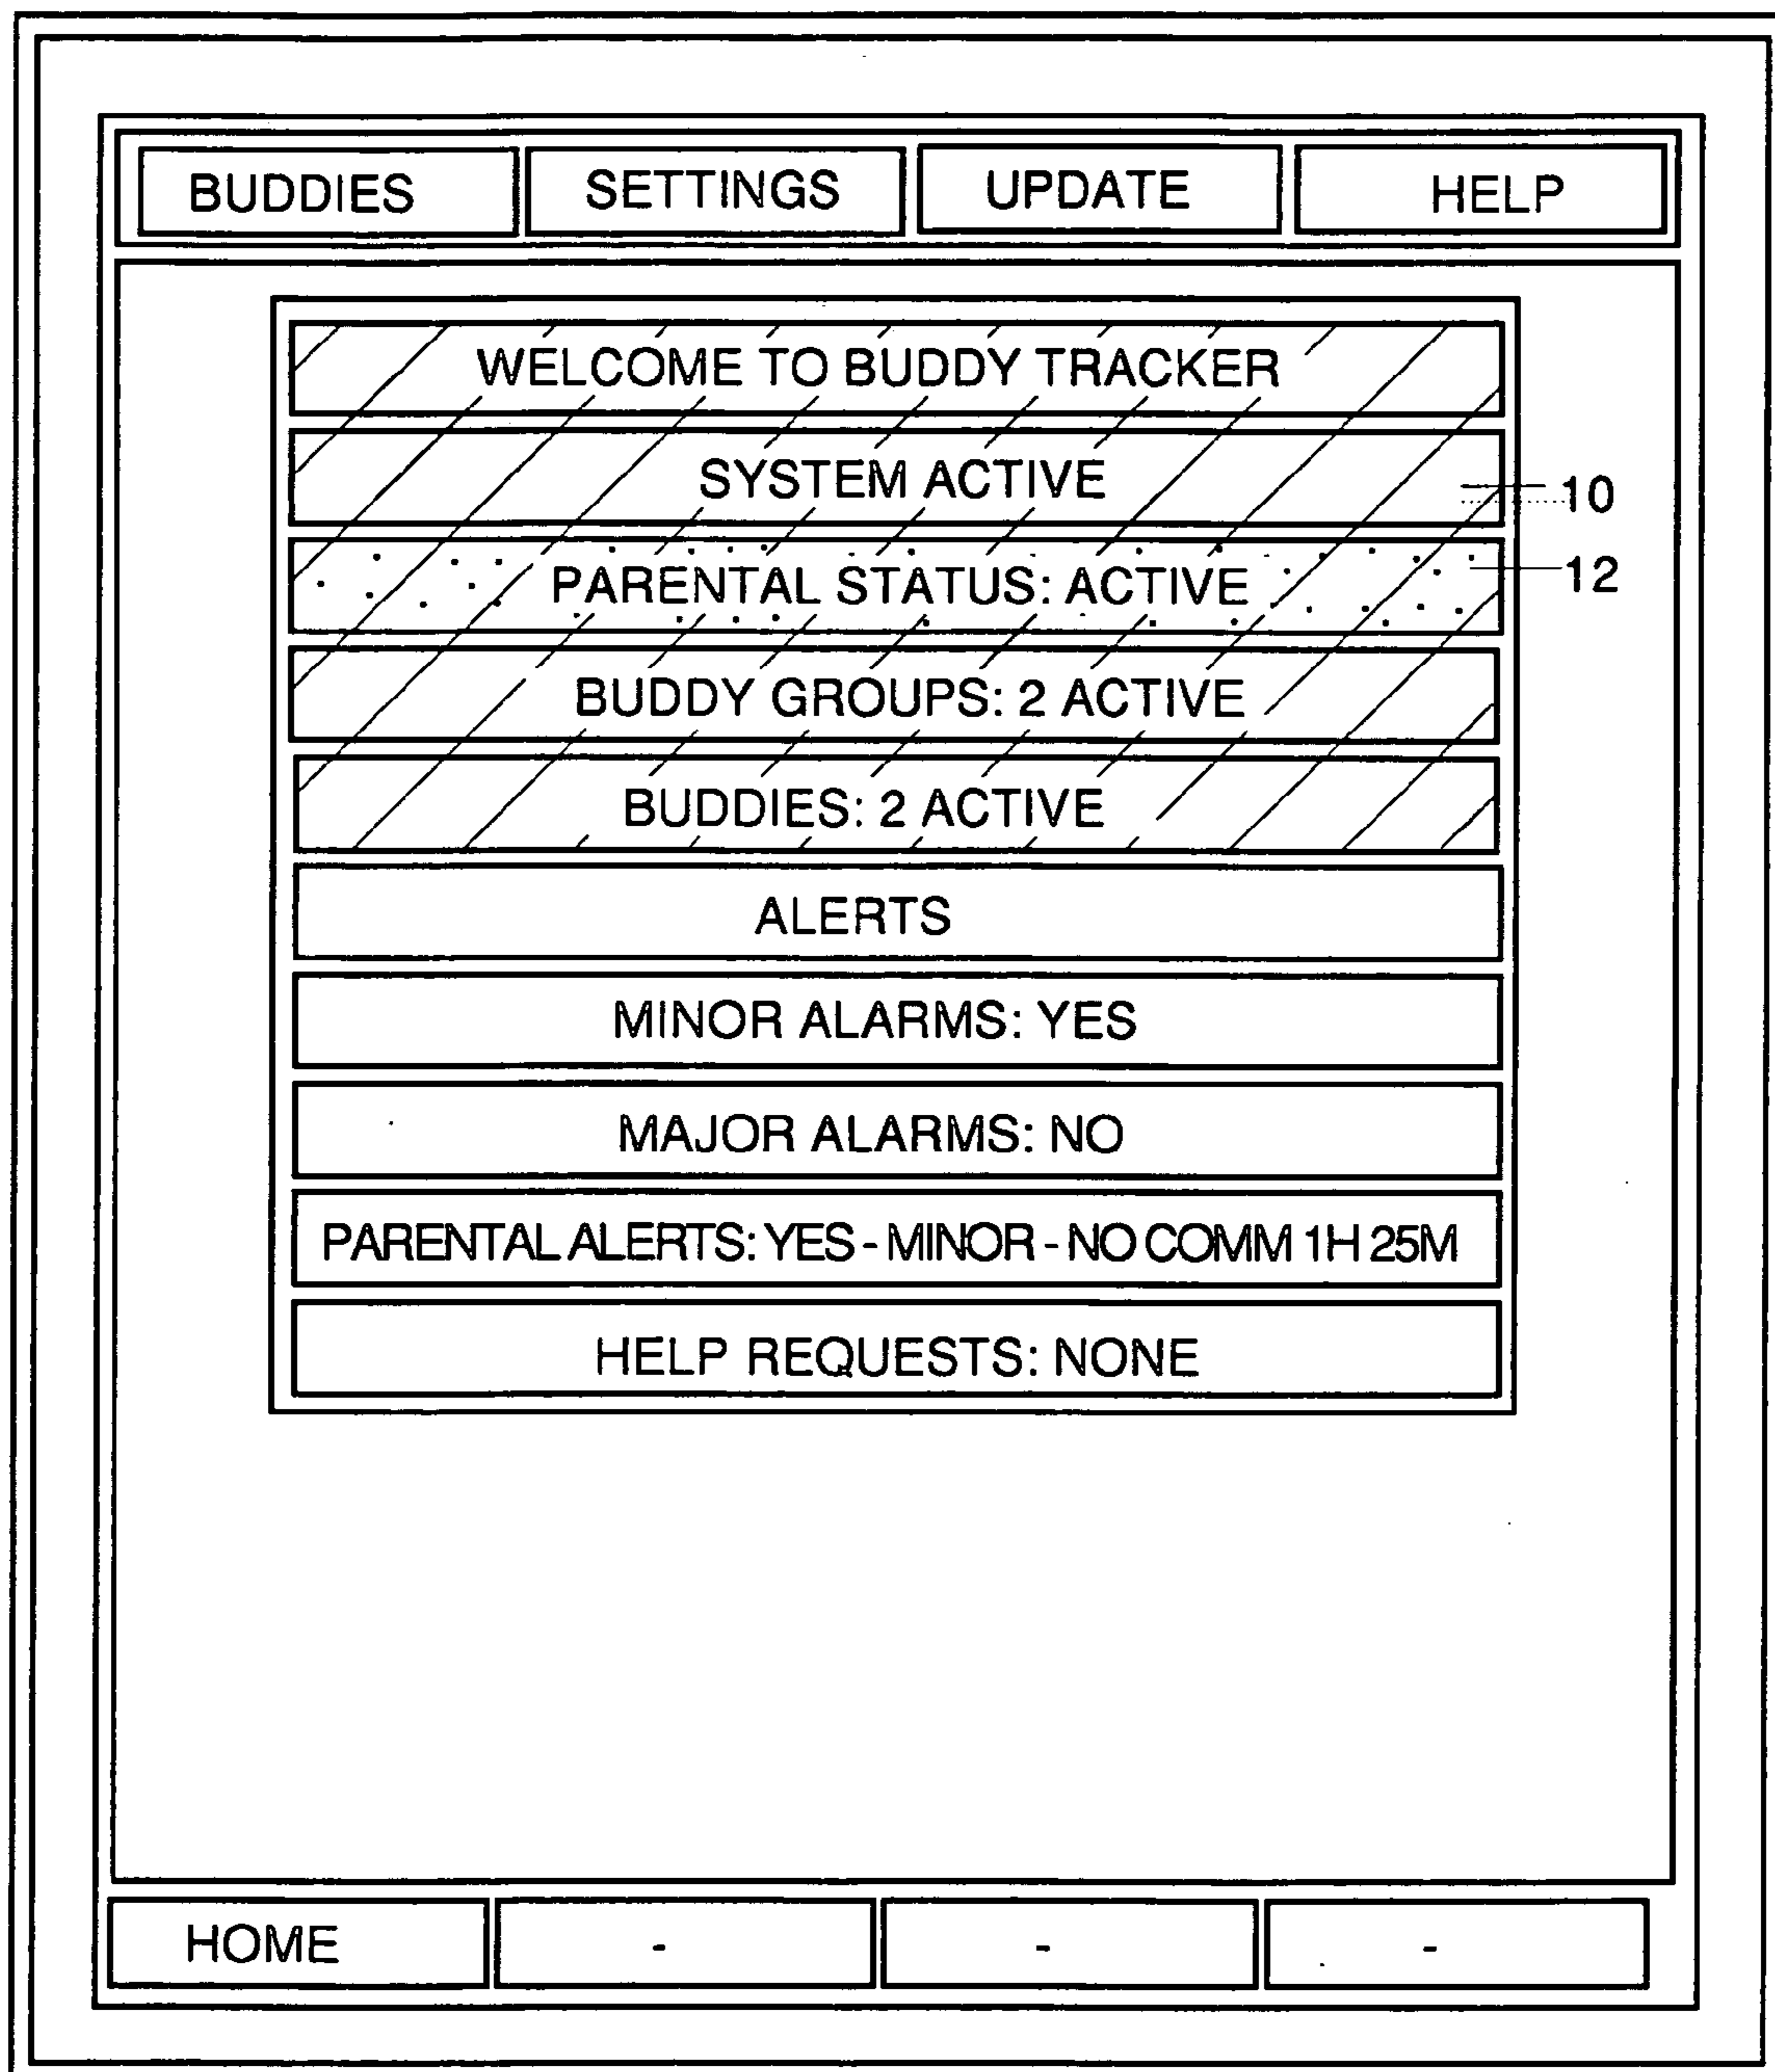 BUDDIES SETTINGS UPDATE HELP
WELCOME TO BUDDY TRACKER
SYSTEM ACTIVE
10
PARENTAL STATUS: ACTIVE
12
BUDDY GROUPS: 2 ACTIVE
BUDDIES: 2 ACTIVE
ALERTS
MINOR ALARMS: YES
MAJOR ALARMS: NO
PARENTAL ALERTS: YES - MINOR - NO COMM 1H 25M
HELP REQUESTS: NONE
HOME - - -